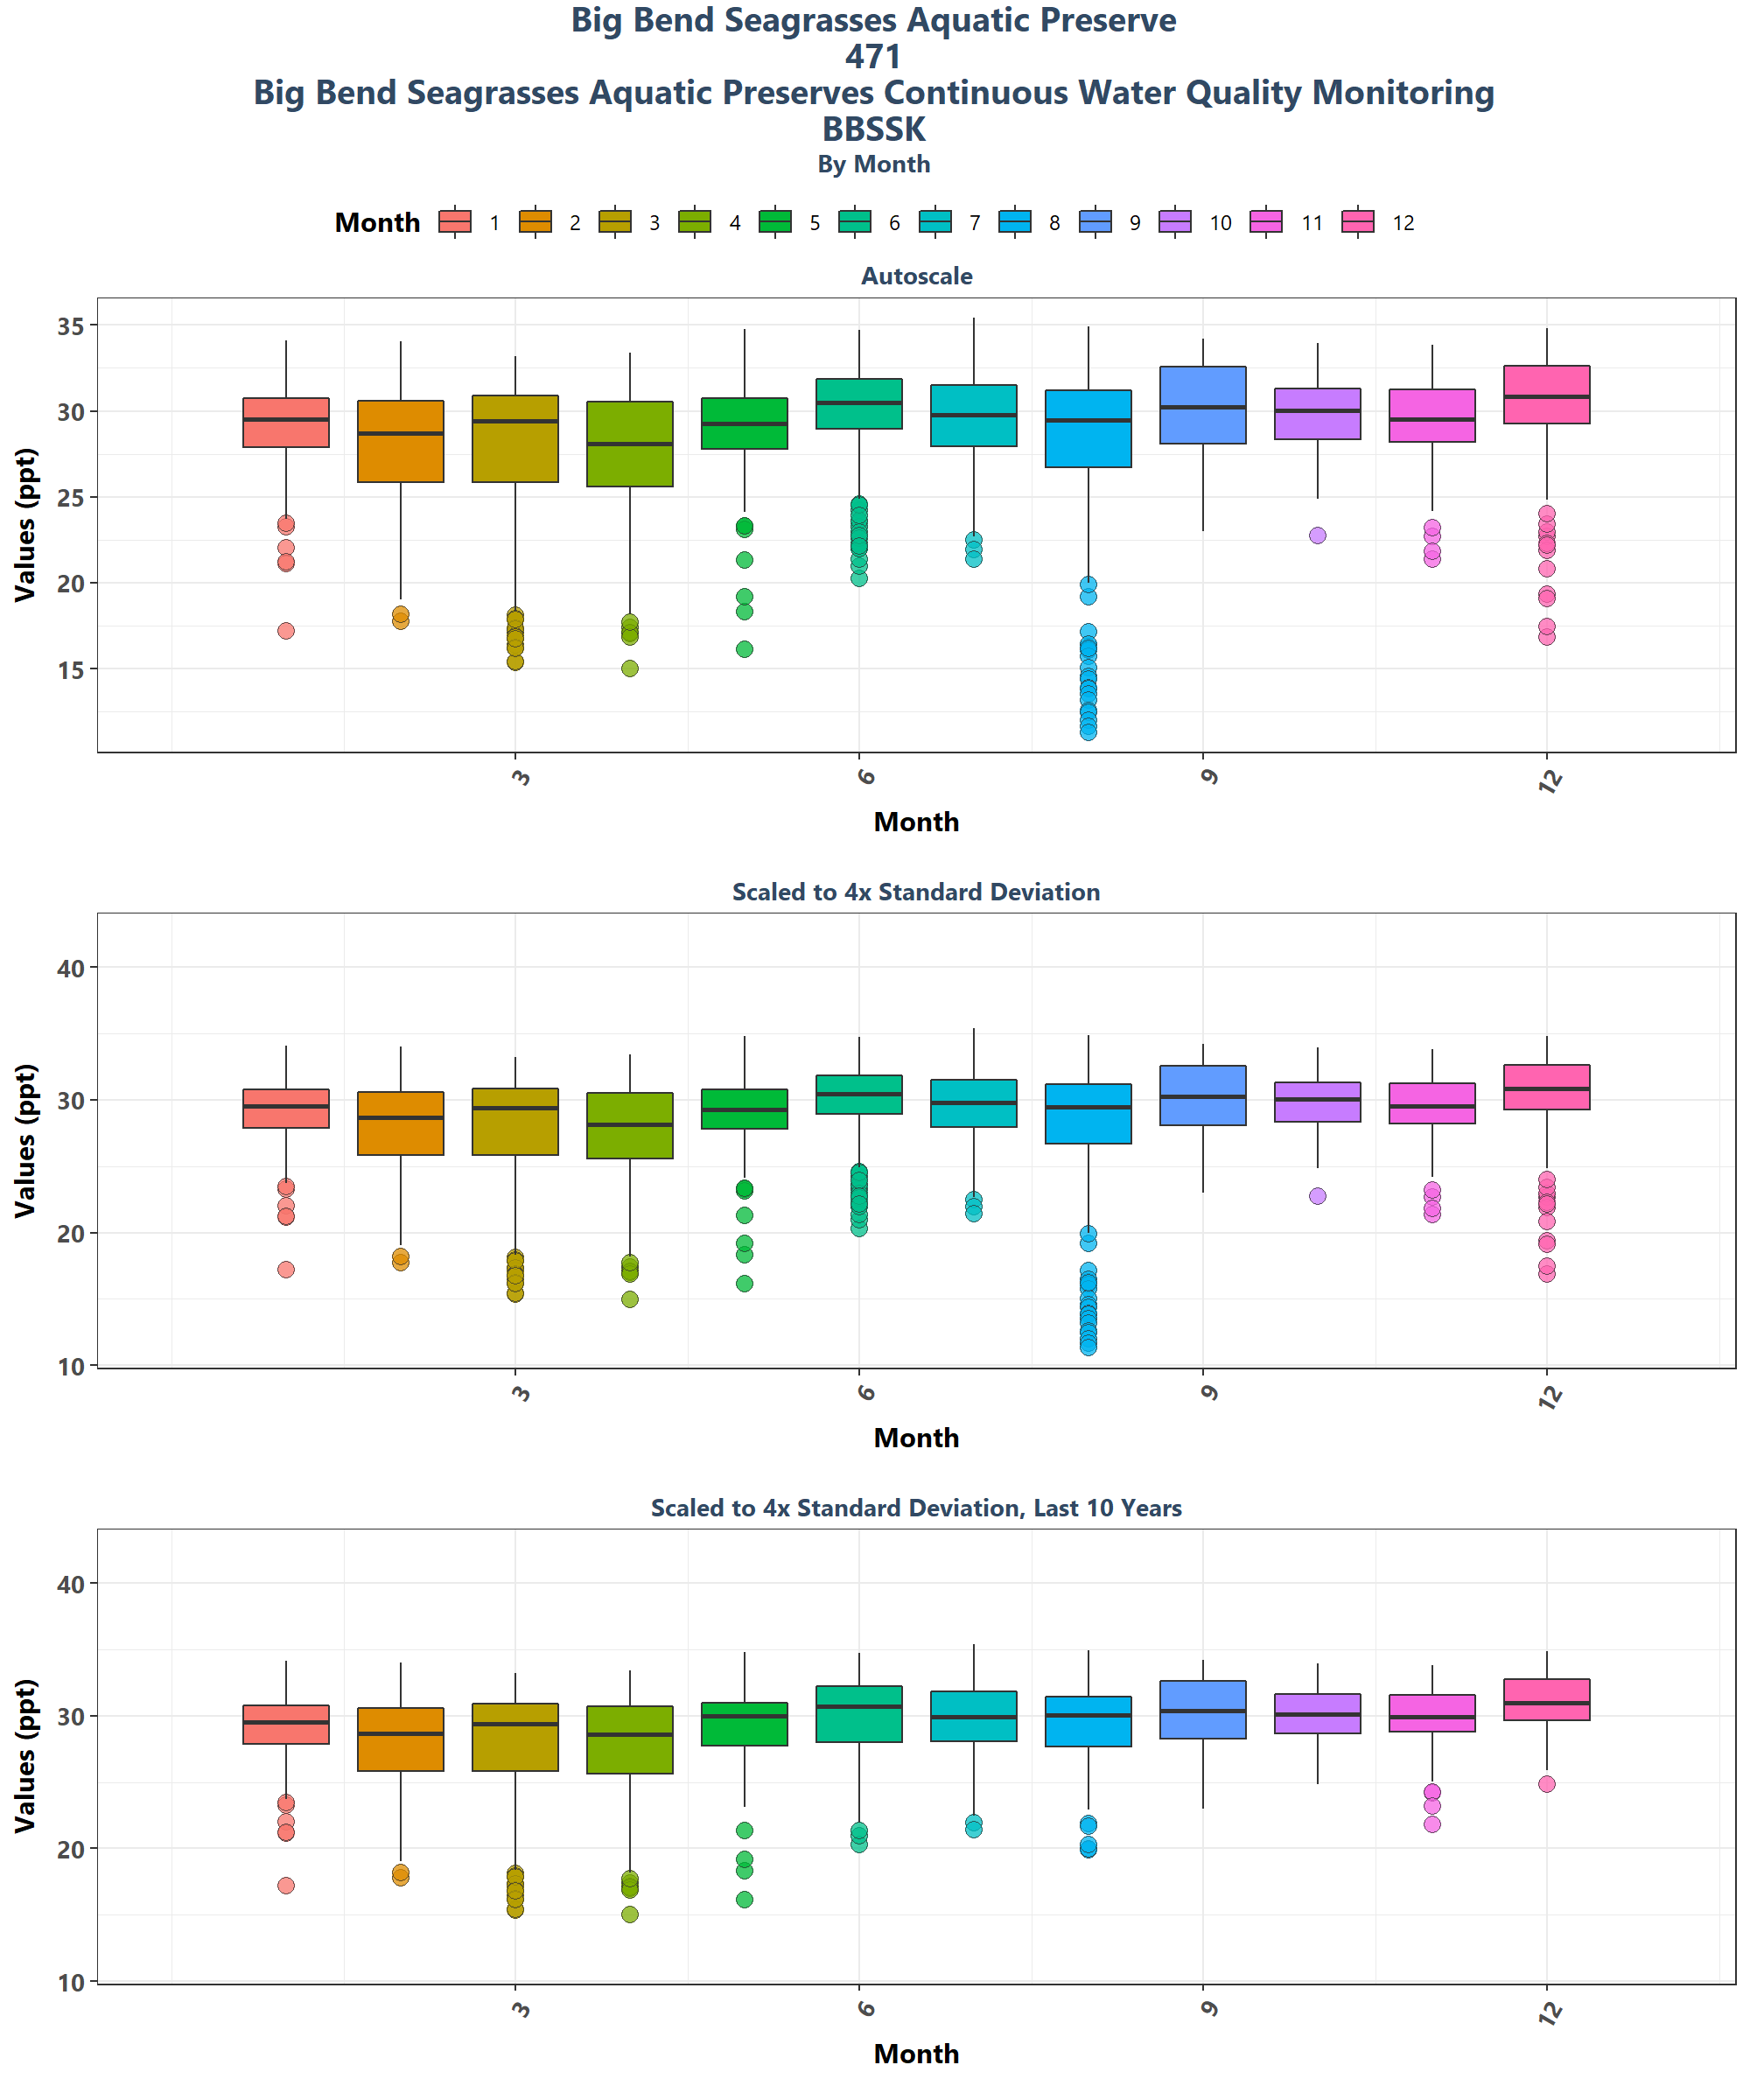 Big Bend Seagrasses Aquatic Preserve
471
Big Bend Seagrasses Aquatic Preserves Continuous Water Quality Monitoring
BBSSK
By Month
Month 1 2 3 4 5 6 7 8 9 10 11 12
Autoscale
Values (ppt)
35
30
25
20
15
3 6 9 12
Month
Scaled to 4x Standard Deviation
Values (ppt)
40
30
20
10
3 6 9 12
Month
Scaled to 4x Standard Deviation, Last 10 Years
Values (ppt)
40
30
20
10
3 6 9 12
Month